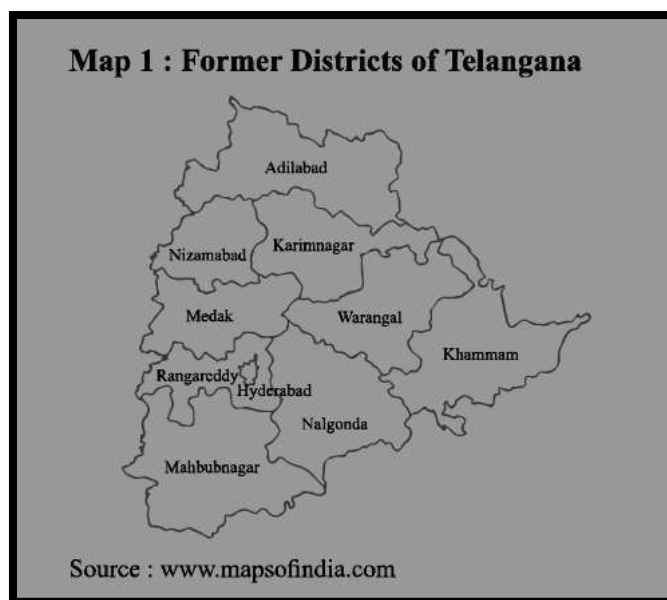 Map 1 : Former Districts of Telangana
Adilabad
Nizamabad
Karimnagar
Medak
Warangal
Khammam
Rangareddy
Hyderabad
Nalgonda
Mahbubnagar
Source : www.mapsofindia.com